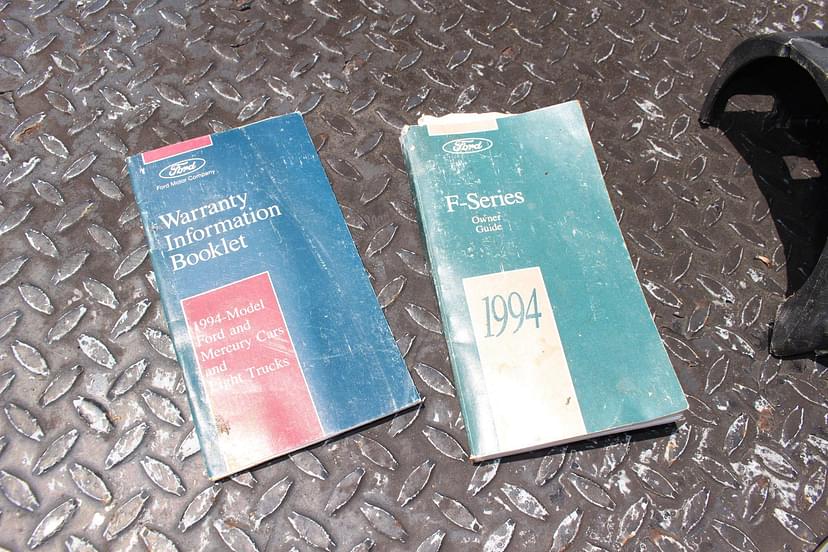 Ford
Ford Motor Company
Warranty
Information
Booklet
1994-Model
Ford and
Mercury Cars
and
Light Trucks
Ford
F-Series
Owner
Guide
1994